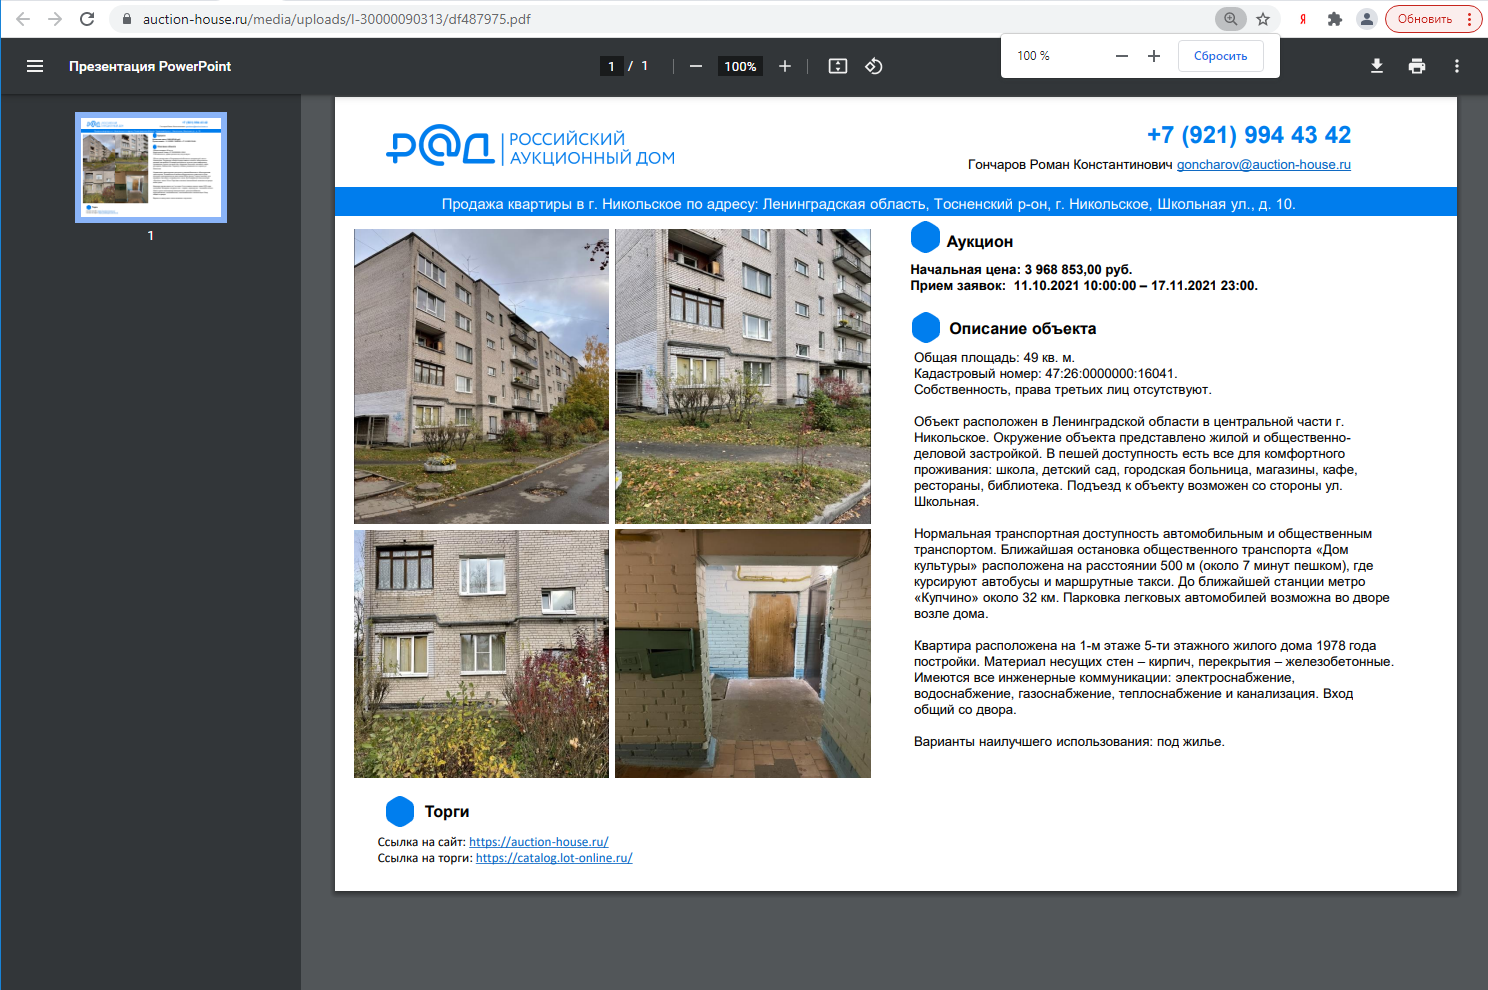 auction-house.ru/media/uploads/l-30000090313/df487975.pdf
Я
Обновить
Презентация PowerPoint
1 / 1
100%
100 %
Сбросить
1
РАД
РОССИЙСКИЙ
АУКЦИОННЫЙ ДОМ
+7 (921) 994 43 42
Гончаров Роман Константинович goncharov@auction-house.ru
Продажа квартиры в г. Никольское по адресу: Ленинградская область, Тосненский р-он, г. Никольское, Школьная ул., д. 10.
Аукцион
Начальная цена: 3 968 853,00 руб.
Прием заявок: 11.10.2021 10:00:00 – 17.11.2021 23:00.
Описание объекта
Общая площадь: 49 кв. м.
Кадастровый номер: 47:26:0000000:16041.
Собственность, права третьих лиц отсутствуют.
Объект расположен в Ленинградской области в центральной части г.
Никольское. Окружение объекта представлено жилой и общественно-
деловой застройкой. В пешей доступность есть все для комфортного
проживания: школа, детский сад, городская больница, магазины, кафе,
рестораны, библиотека. Подъезд к объекту возможен со стороны ул.
Школьная.
Нормальная транспортная доступность автомобильным и общественным
транспортом. Ближайшая остановка общественного транспорта «Дом
культуры» расположена на расстоянии 500 м (около 7 минут пешком), где
курсируют автобусы и маршрутные такси. До ближайшей станции метро
«Купчино» около 32 км. Парковка легковых автомобилей возможна во дворе
возле дома.
Квартира расположена на 1-м этаже 5-ти этажного жилого дома 1978 года
постройки. Материал несущих стен – кирпич, перекрытия – железобетонные.
Имеются все инженерные коммуникации: электроснабжение,
водоснабжение, газоснабжение, теплоснабжение и канализация. Вход
общий со двора.
Варианты наилучшего использования: под жилье.
Торги
Ссылка на сайт: https://auction-house.ru/
Ссылка на торги: https://catalog.lot-online.ru/